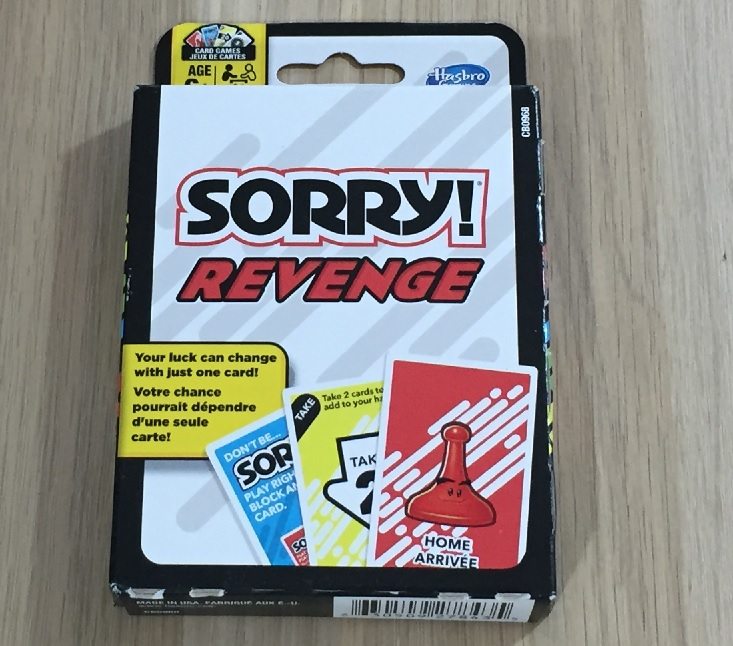 CARD GAMES
JEUX DE CARTES
AGE
Hasbro
CB0968
SORRY!
REVENGE
Your luck can change
with just one card!
Votre chance
pourrait dépendre
d'une seule
carte!
DON'T BE...
SOR
PLAY RIGH
BLOCK A
CARD.
TAKE
Take 2 cards to
add to your ha
TAK
2
HOME
ARRIVÉE
MADE IN USA. FABRIQUÉ AUX É.-U.